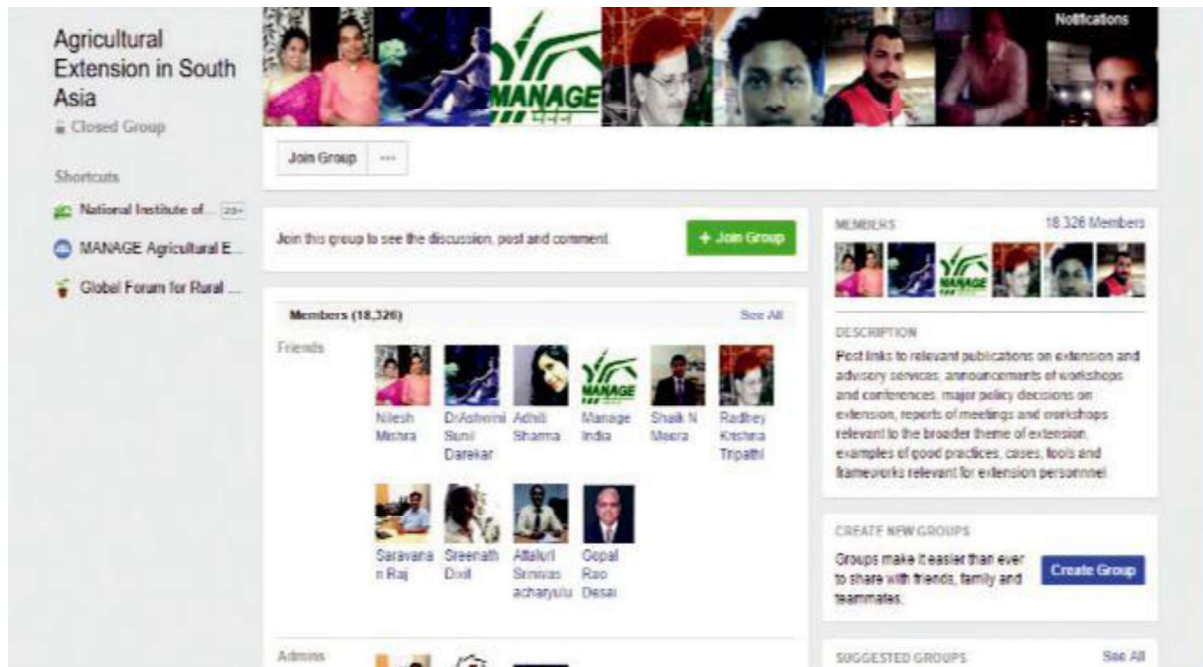 Agricultural
Extension in South
Asia
Closed Group
Shortcuts
National Institute of... 20+
MANAGE Agricultural E...
Global Forum for Rural ...
Notifications
MANAGE
Join Group
Join this group to see the discussion, post and comment.
+ Join Group
Members (18,326)
See All
Friends
MANAGE
Nilesh
Mishra
DrAshwini
Sunil
Darekar
Adhiti
Sharma
Manage
India
Shaik N
Meera
Radhey
Krishna
Tripathi
Saravana
n Raj
Sreenath
Dixit
Attaluri
Srinivas
acharyulu
Gopal
Rao
Desai
Admins
MEMBERS
18,326 Members
MANAGE
DESCRIPTION
Post links to relevant publications on extension and
advisory services, announcements of workshops
and conferences, major policy decisions on
extension, reports of meetings and workshops
relevant to the broader theme of extension,
examples of good practices, cases, tools and
frameworks relevant for extension personnnel
CREATE NEW GROUPS
Groups make it easier than ever
to share with friends, family and
teammates.
Create Group
SUGGESTED GROUPS
See All